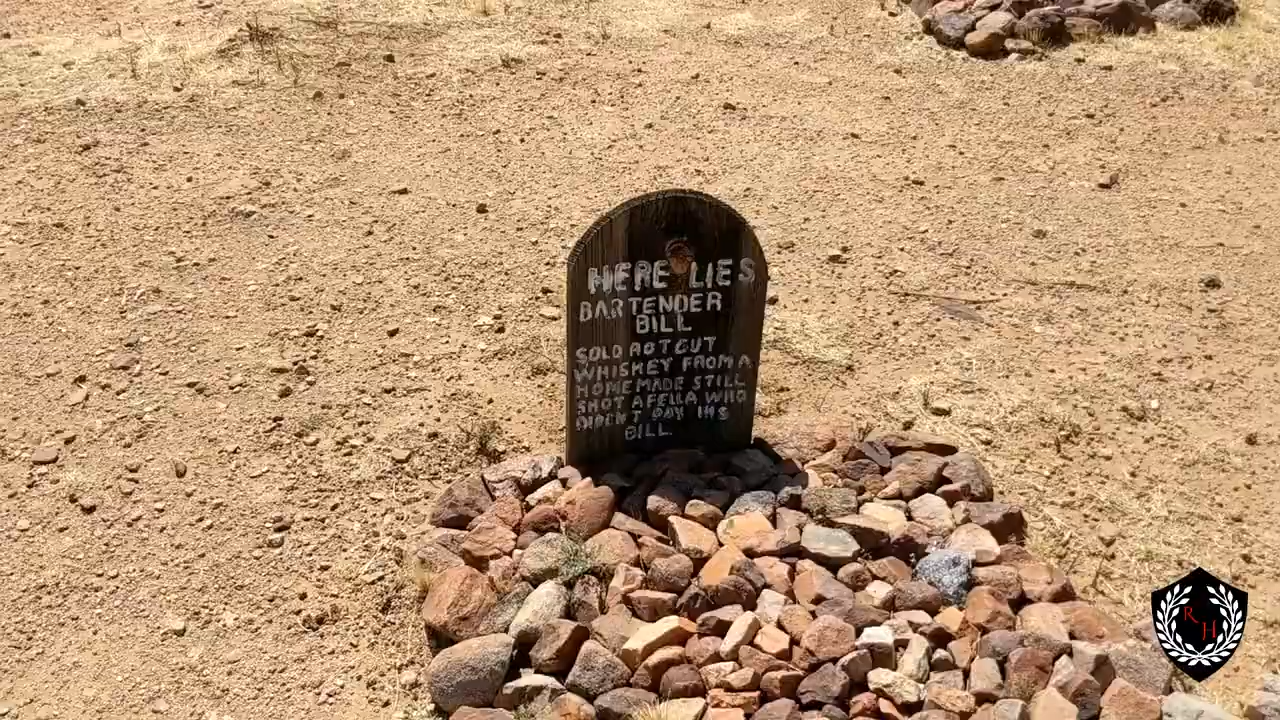 HERE LIES
BARTENDER
BILL
SOLD ROTGUT
WHISKEY FROM A
HOMEMADE STILL
SHOT A FELLA WHO
DIDN'T PAY HIS
BILL.
R H